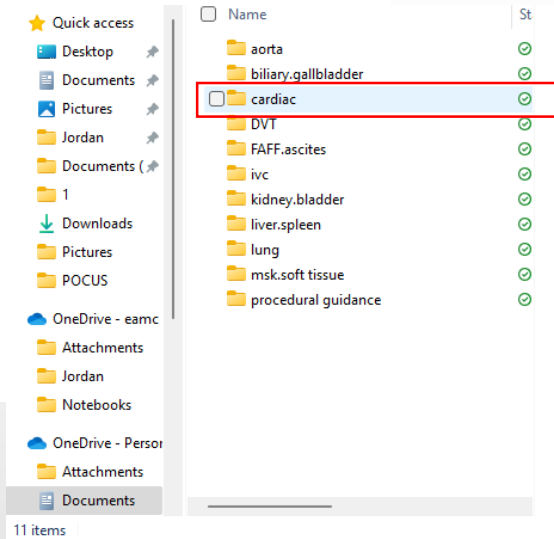 Quick access
Desktop
Documents
Pictures
Jordan
Documents (
1
Downloads
Pictures
POCUS
OneDrive - eamc
Attachments
Jordan
Notebooks
OneDrive - Person
Attachments
Documents
11 items
Name St
aorta
biliary.gallbladder
cardiac
DVT
FAFF.ascites
ivc
kidney.bladder
liver.spleen
lung
msk.soft tissue
procedural guidance